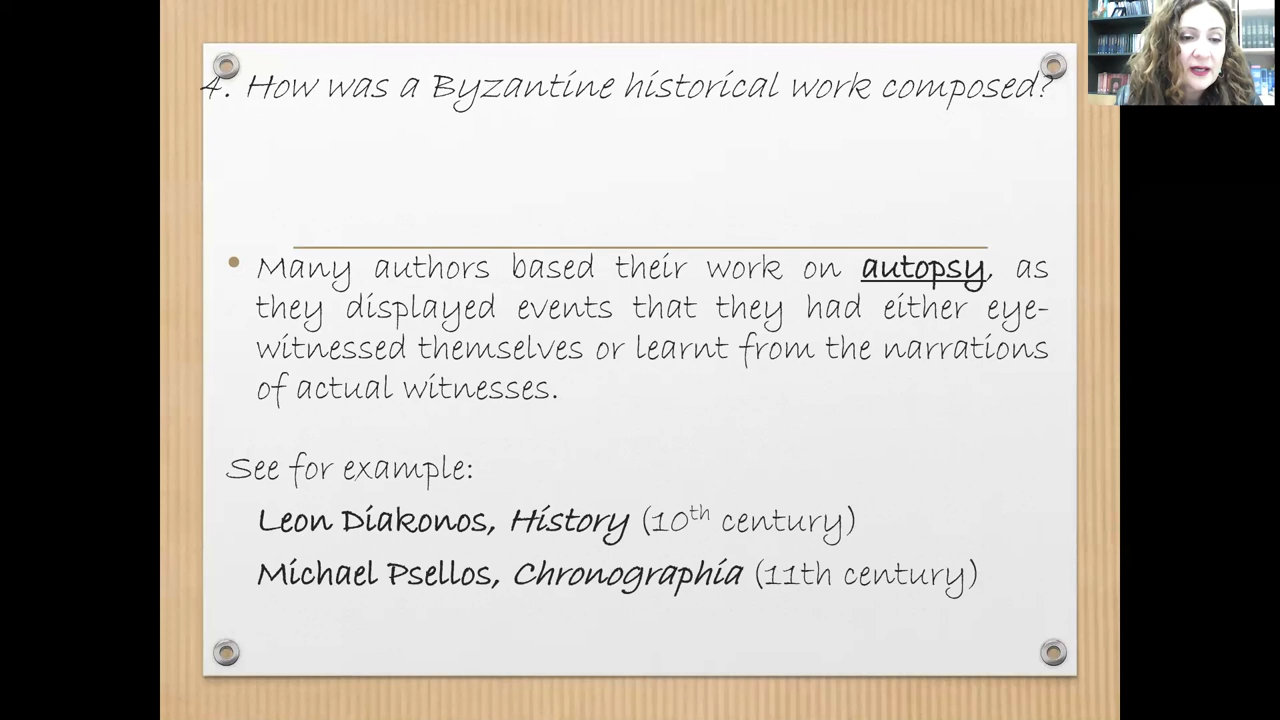 4. How was a Byzantine historical work composed?
• Many authors based their work on autopsy, as
they displayed events that they had either eye-
witnessed themselves or learnt from the narrations
of actual witnesses.
See for example:
Leon Diakonos, History (10th century)
Michael Psellos, Chronographia (11th century)